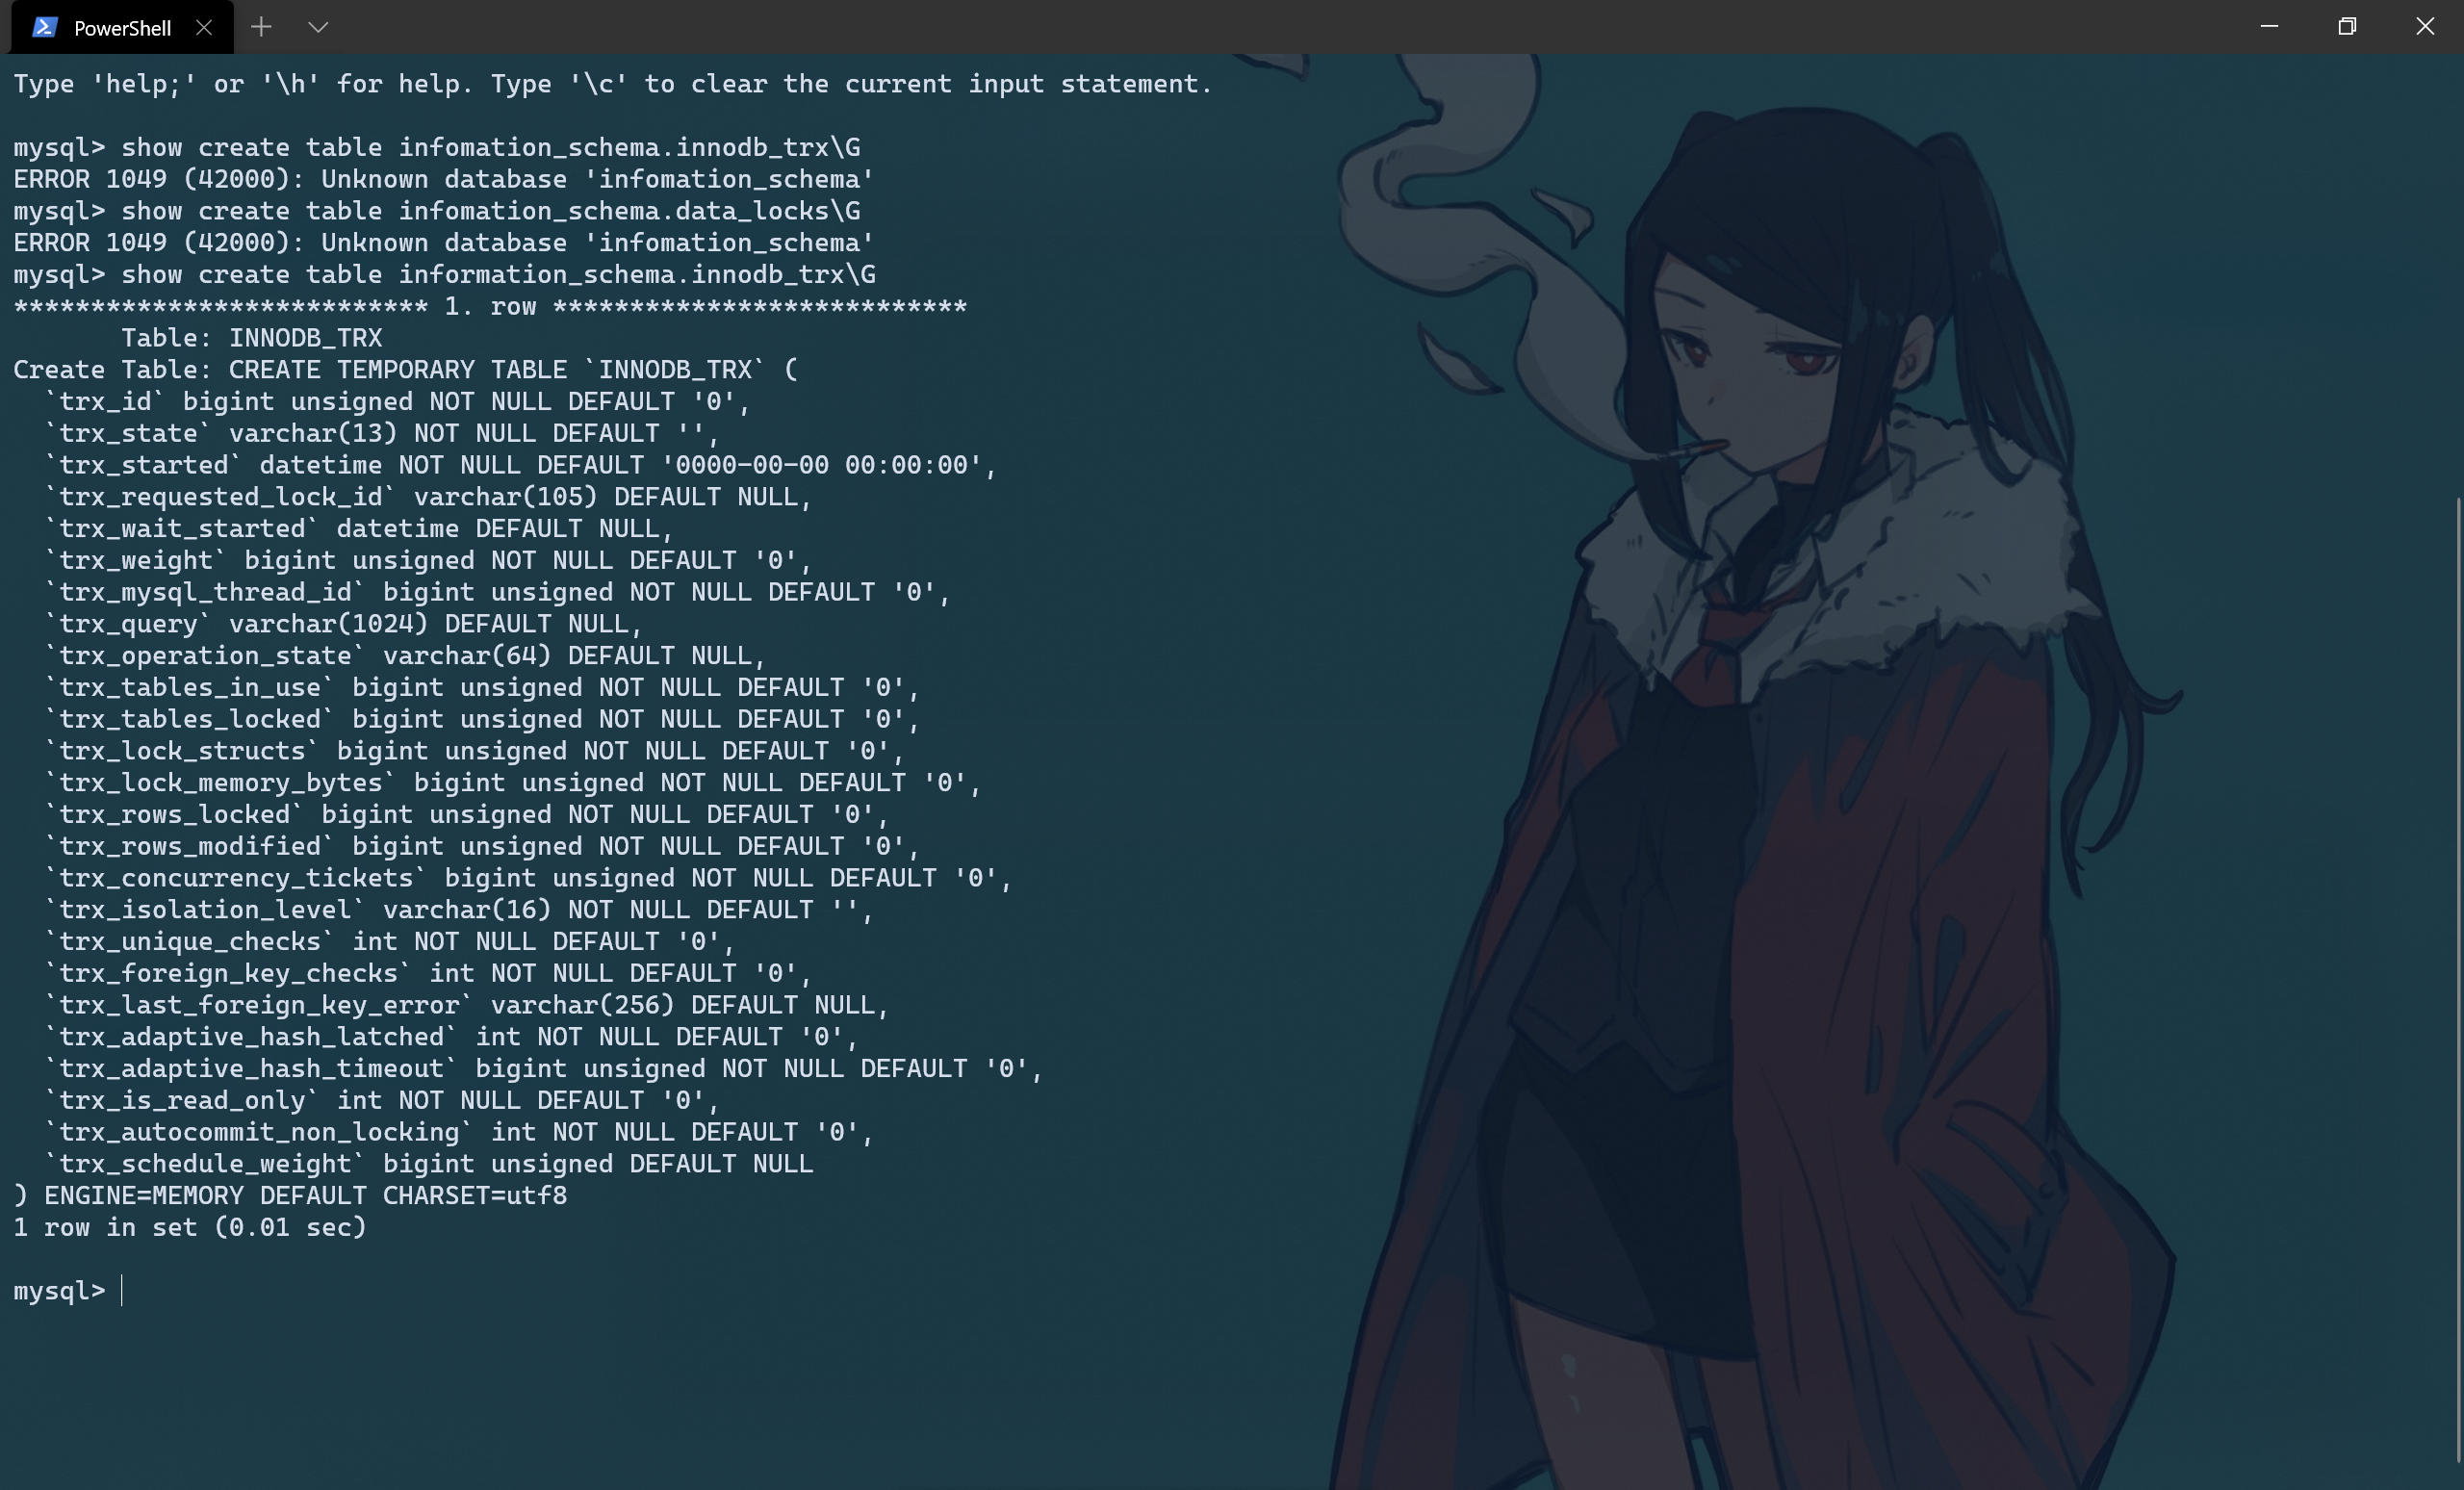 PowerShell
Type 'help;' or '\h' for help. Type '\c' to clear the current input statement.
mysql> show create table infomation_schema.innodb_trx\G
ERROR 1049 (42000): Unknown database 'infomation_schema'
mysql> show create table infomation_schema.data_locks\G
ERROR 1049 (42000): Unknown database 'infomation_schema'
mysql> show create table information_schema.innodb_trx\G
*************************** 1. row ***************************
       Table: INNODB_TRX
Create Table: CREATE TEMPORARY TABLE `INNODB_TRX` (
  `trx_id` bigint unsigned NOT NULL DEFAULT '0',
  `trx_state` varchar(13) NOT NULL DEFAULT '',
  `trx_started` datetime NOT NULL DEFAULT '0000-00-00 00:00:00',
  `trx_requested_lock_id` varchar(105) DEFAULT NULL,
  `trx_wait_started` datetime DEFAULT NULL,
  `trx_weight` bigint unsigned NOT NULL DEFAULT '0',
  `trx_mysql_thread_id` bigint unsigned NOT NULL DEFAULT '0',
  `trx_query` varchar(1024) DEFAULT NULL,
  `trx_operation_state` varchar(64) DEFAULT NULL,
  `trx_tables_in_use` bigint unsigned NOT NULL DEFAULT '0',
  `trx_tables_locked` bigint unsigned NOT NULL DEFAULT '0',
  `trx_lock_structs` bigint unsigned NOT NULL DEFAULT '0',
  `trx_lock_memory_bytes` bigint unsigned NOT NULL DEFAULT '0',
  `trx_rows_locked` bigint unsigned NOT NULL DEFAULT '0',
  `trx_rows_modified` bigint unsigned NOT NULL DEFAULT '0',
  `trx_concurrency_tickets` bigint unsigned NOT NULL DEFAULT '0',
  `trx_isolation_level` varchar(16) NOT NULL DEFAULT '',
  `trx_unique_checks` int NOT NULL DEFAULT '0',
  `trx_foreign_key_checks` int NOT NULL DEFAULT '0',
  `trx_last_foreign_key_error` varchar(256) DEFAULT NULL,
  `trx_adaptive_hash_latched` int NOT NULL DEFAULT '0',
  `trx_adaptive_hash_timeout` bigint unsigned NOT NULL DEFAULT '0',
  `trx_is_read_only` int NOT NULL DEFAULT '0',
  `trx_autocommit_non_locking` int NOT NULL DEFAULT '0',
  `trx_schedule_weight` bigint unsigned DEFAULT NULL
) ENGINE=MEMORY DEFAULT CHARSET=utf8
1 row in set (0.01 sec)
mysql>